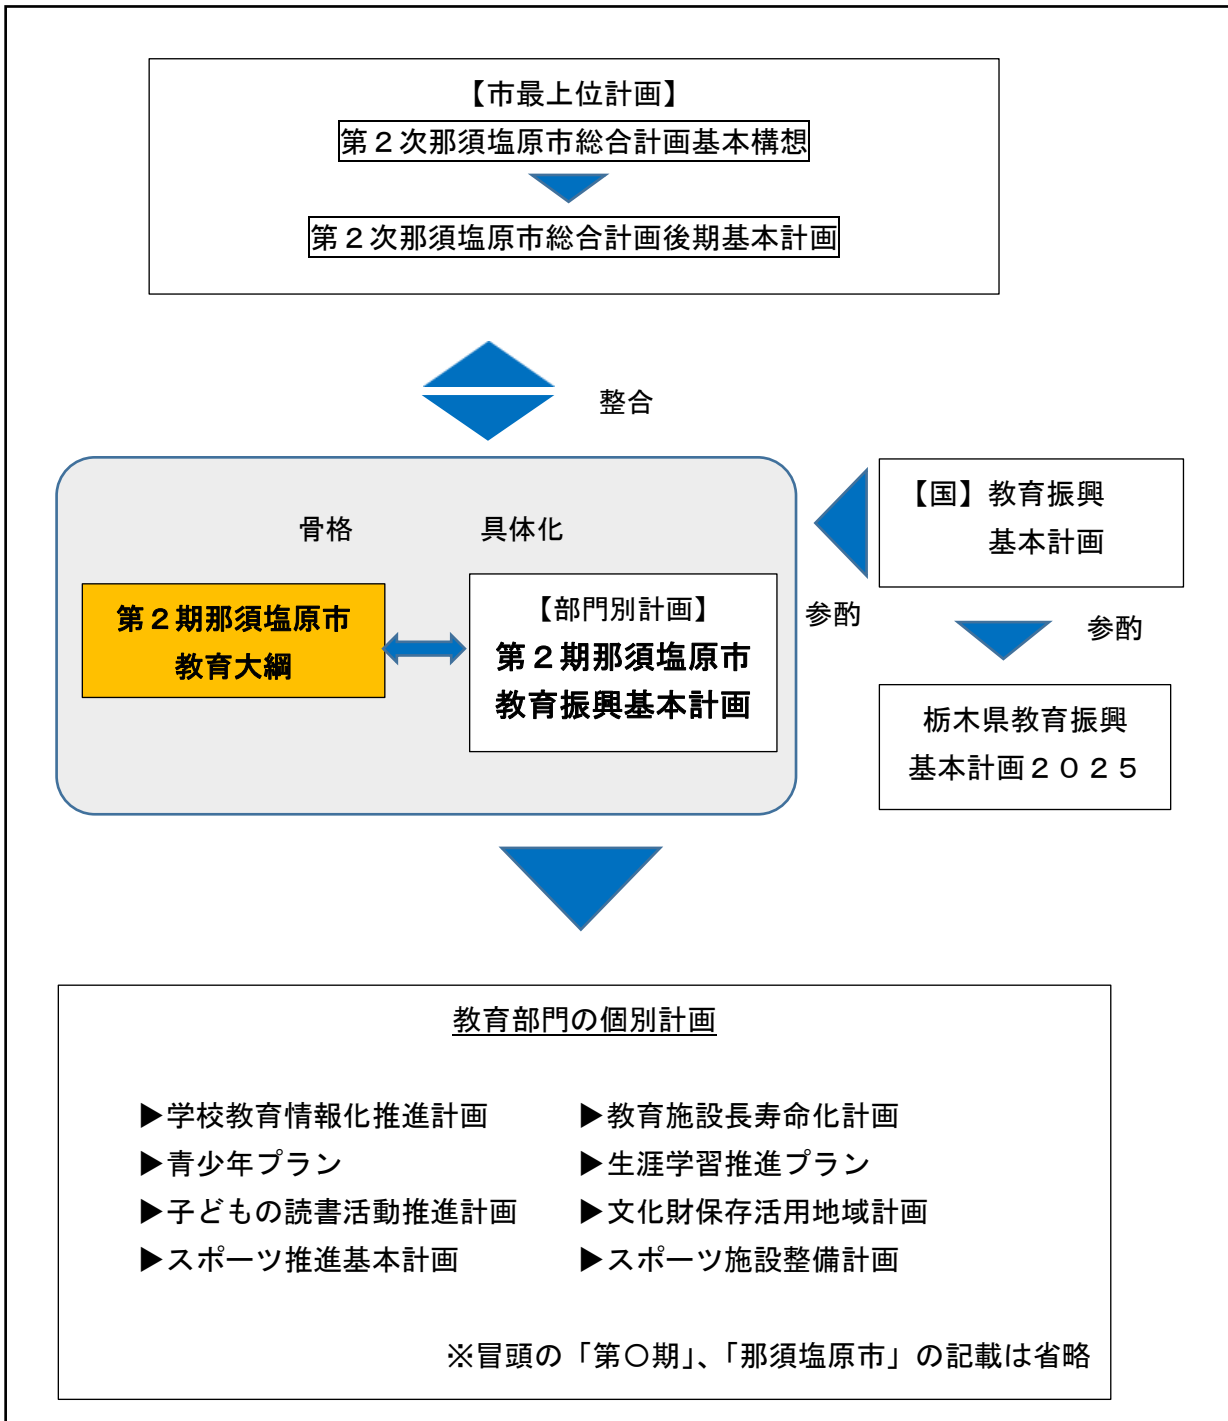 【市最上位計画】
第２次那須塩原市総合計画基本構想
第２次那須塩原市総合計画後期基本計画
整合
骨格
具体化
第２期那須塩原市
教育大綱
【部門別計画】
第２期那須塩原市
教育振興基本計画
参酌
【国】教育振興
基本計画
参酌
栃木県教育振興
基本計画２０２５
教育部門の個別計画
▶学校教育情報化推進計画
▶教育施設長寿命化計画
▶青少年プラン
▶生涯学習推進プラン
▶子どもの読書活動推進計画
▶文化財保存活用地域計画
▶スポーツ推進基本計画
▶スポーツ施設整備計画
※冒頭の「第〇期」、「那須塩原市」の記載は省略